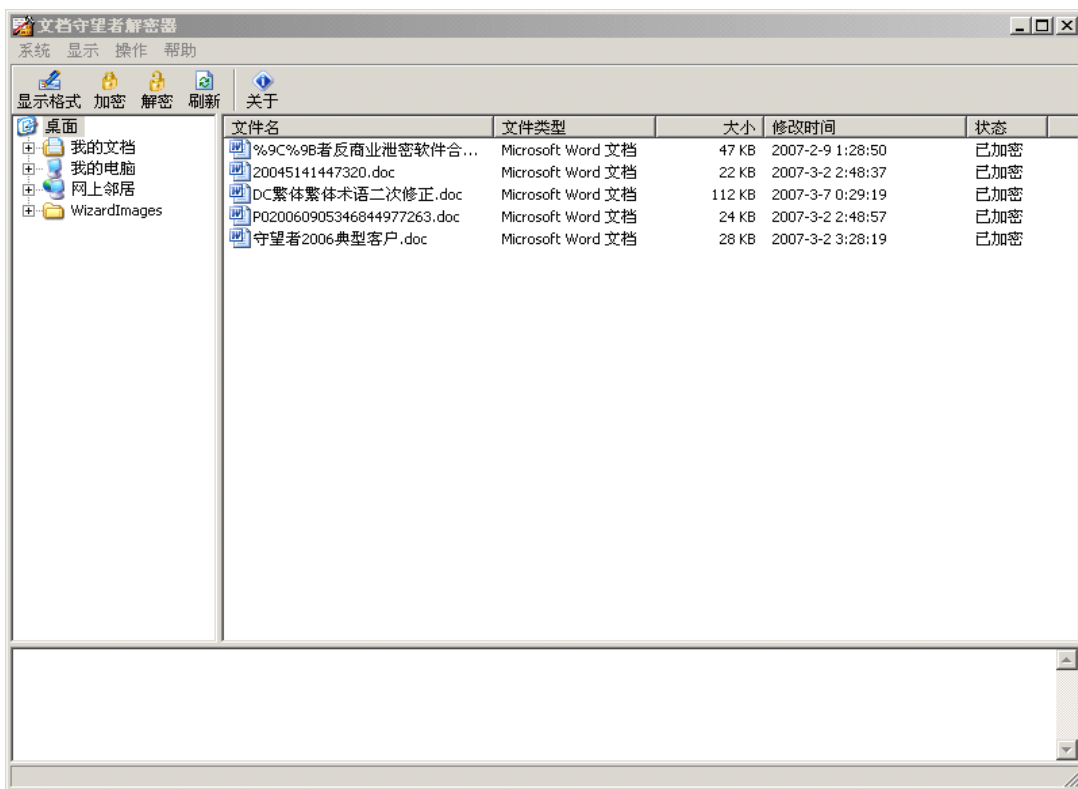 文档守望者解密器
系统 显示 操作 帮助
显示格式 加密 解密 刷新 关于
桌面
我的文档
我的电脑
网上邻居
WizardImages
文件名 文件类型 大小 修改时间 状态
%9C%9B者反商业泄密软件合... Microsoft Word 文档 47 KB 2007-2-9 1:28:50 已加密
20045141447320.doc Microsoft Word 文档 22 KB 2007-3-2 2:48:37 已加密
DC繁体繁体术语二次修正.doc Microsoft Word 文档 112 KB 2007-3-7 0:29:19 已加密
P020060905346844977263.doc Microsoft Word 文档 24 KB 2007-3-2 2:48:57 已加密
守望者2006典型客户.doc Microsoft Word 文档 28 KB 2007-3-2 3:28:19 已加密